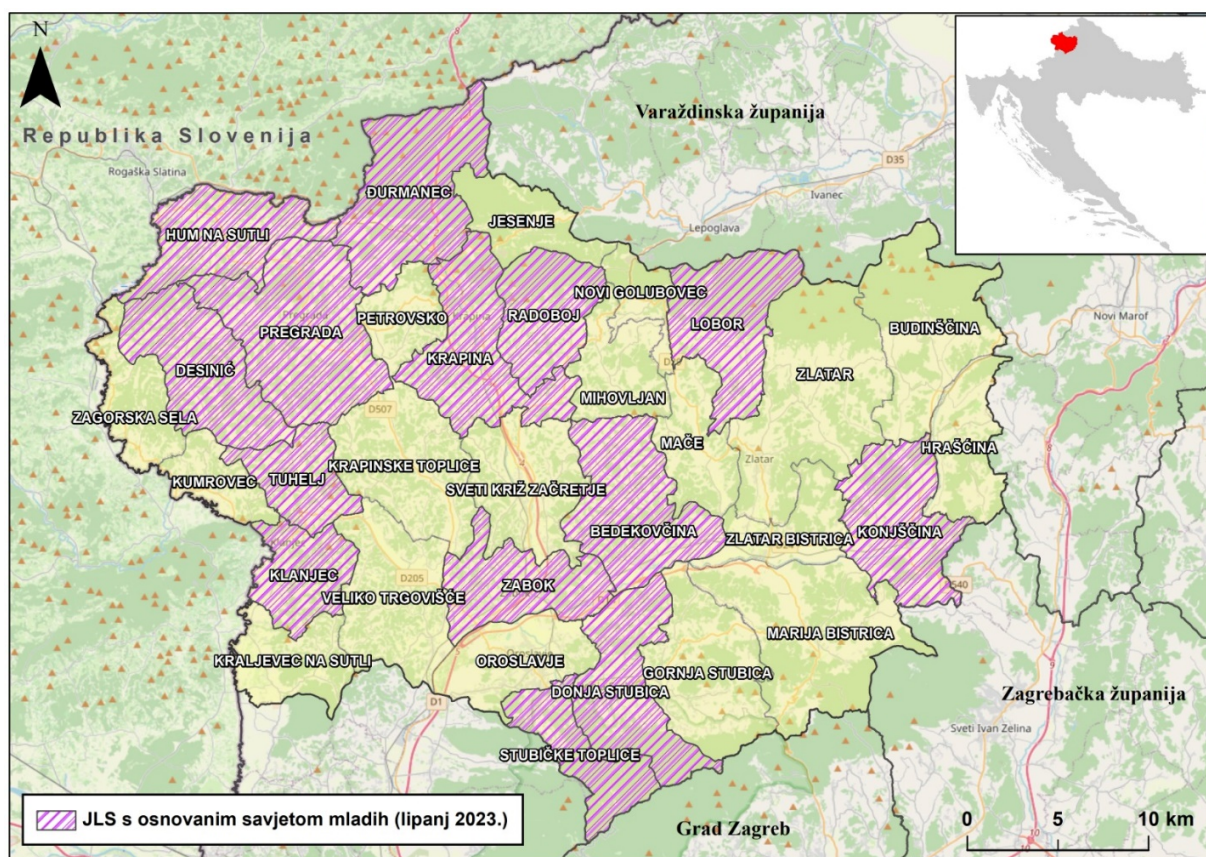 N
Republika Slovenija
Rogaška Slatina
Varaždinska županija
D35
Ivanec
Lepoglava
Novi Marof
ĐURMANEC
JESENJE
HUM NA SUTLI
NOVI GOLUBOVEC
LOBOR
BUDINŠČINA
Pregrada
PREGRADA
PETROVSKO
Krapina
RADOBOJ
KRAPINA
ZLATAR
DESINIĆ
MIHOVLJAN
ZAGORSKA SELA
D507
MAČE
HRAŠĆINA
Zlatar
KRAPINSKE TOPLICE
KUMROVEC
TUHELJ
SVETI KRIŽ ZAČRETJE
BEDEKOVČINA
ZLATAR BISTRICA
KONJŠČINA
KLANJEC
D205
VELIKO TRGOVIŠĆE
ZABOK
D540
MARIJA BISTRICA
KRALJEVEC NA SUTLI
OROSLAVJE
Oroslavje
GORNJA STUBICA
DONJA STUBICA
D1
Zagrebačka županija
Sveti Ivan Zelina
STUBIČKE TOPLICE
Grad Zagreb
JLS s osnovanim savjetom mladih (lipanj 2023.)
0 5 10 km